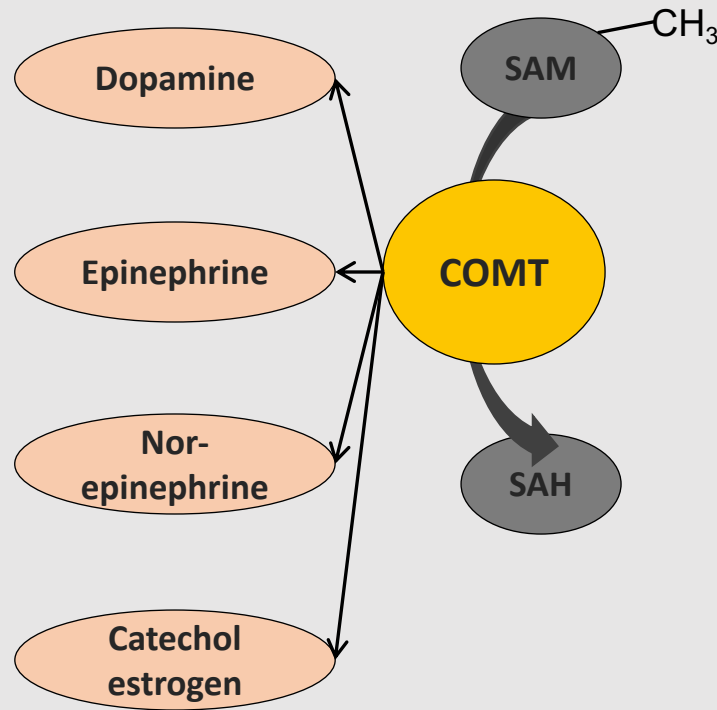 Dopamine
SAM
CH₃
Epinephrine
COMT
Nor-
epinephrine
SAH
Catechol
estrogen